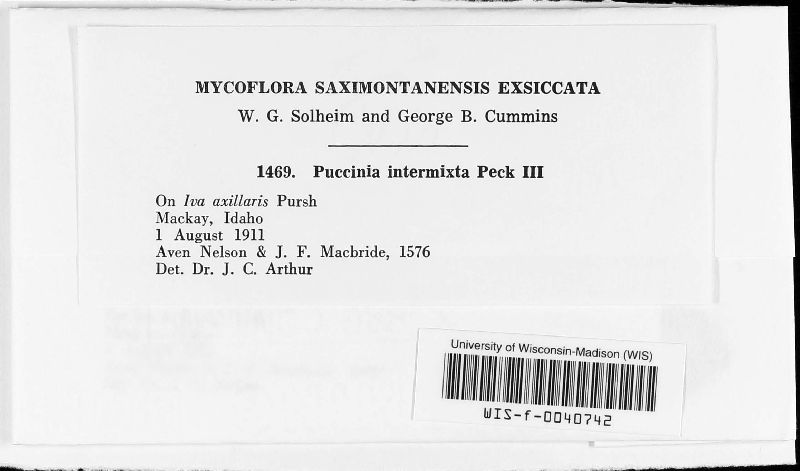 MYCOFLORA SAXIMONTANENSIS EXSICCATA
W. G. Solheim and George B. Cummins
1469. Puccinia intermixta Peck III
On Iva axillaris Pursh
Mackay, Idaho
1 August 1911
Aven Nelson & J. F. Macbride, 1576
Det. Dr. J. C. Arthur
University of Wisconsin-Madison (WIS)
WIS-f-0040742